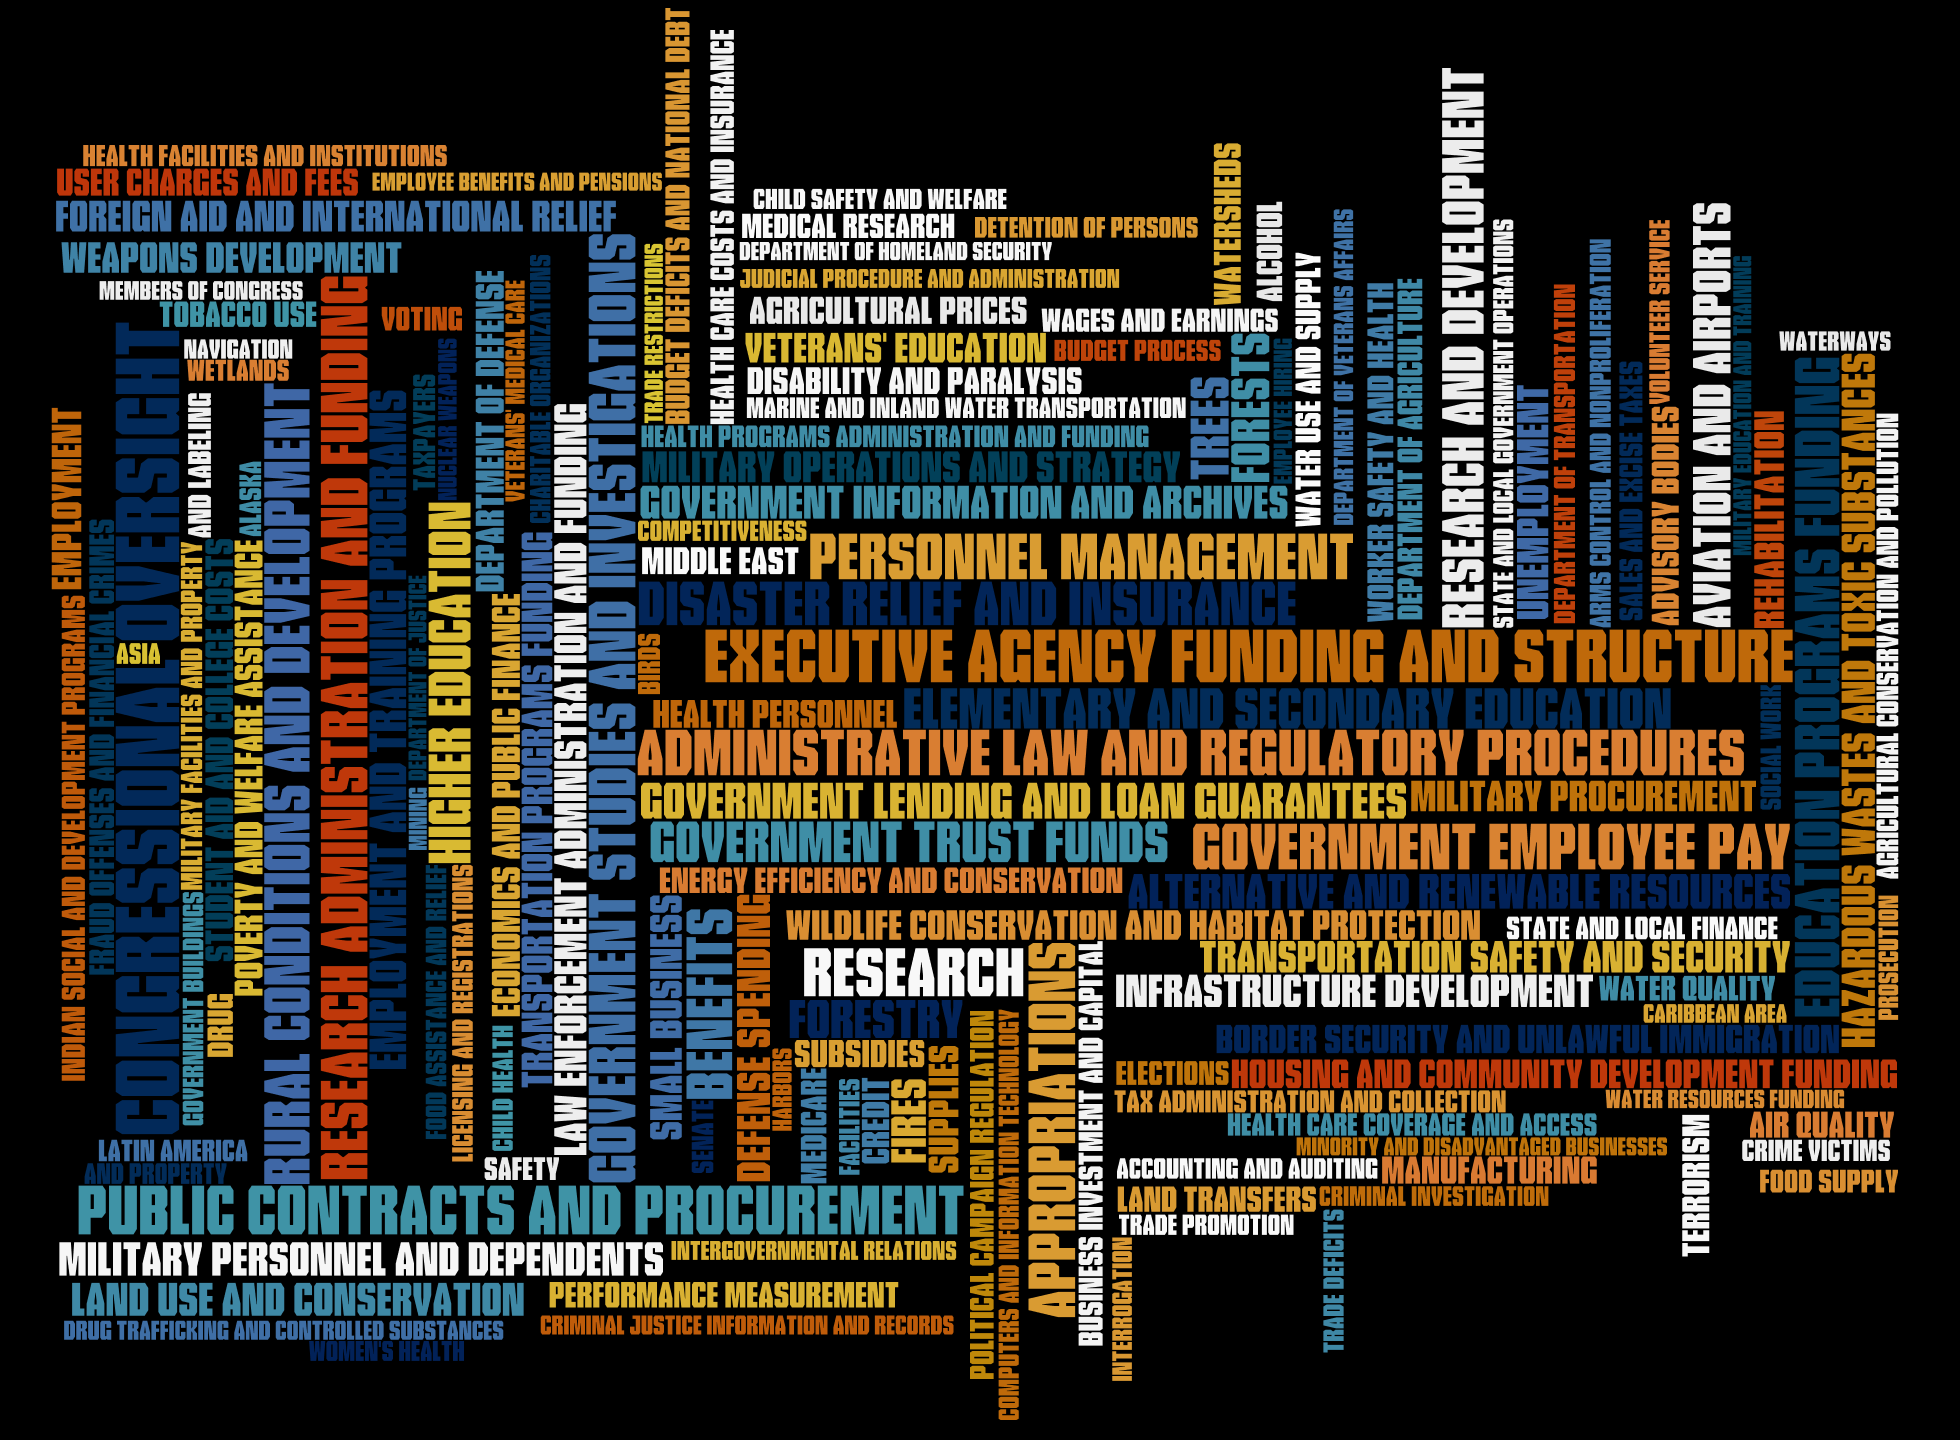 BUDGET DEFICITS AND NATIONAL DEBT
HEALTH CARE COSTS AND INSURANCE
HEALTH FACILITIES AND INSTITUTIONS
USER CHARGES AND FEES
EMPLOYEE BENEFITS AND PENSIONS
FOREIGN AID AND INTERNATIONAL RELIEF
WEAPONS DEVELOPMENT
MEMBERS OF CONGRESS
TOBACCO USE
VOTING
NAVIGATION
WETLANDS
INDIAN SOCIAL AND DEVELOPMENT PROGRAMS
EMPLOYMENT
FRAUD OFFENSES AND FINANCIAL CRIMES
CONGRESSIONAL OVERSIGHT
ASIA
AND LABELING
MILITARY FACILITIES AND PROPERTY
GOVERNMENT BUILDINGS
STUDENT AND COLLEGE COSTS
DRUG
ALASKA
POVERTY AND WELFARE ASSISTANCE
RURAL CONDITIONS AND DEVELOPMENT
RESEARCH ADMINISTRATION AND FUNDING
EMPLOYMENT AND TRAINING PROGRAMS
TAXPAYERS
NUCLEAR WEAPONS
DEPARTMENT OF JUSTICE
MINING
HIGHER EDUCATION
FOOD ASSISTANCE AND RELIEF
LICENSING AND REGISTRATIONS
DEPARTMENT OF DEFENSE
VETERANS' MEDICAL CARE
CHARITABLE ORGANIZATIONS
ECONOMICS AND PUBLIC FINANCE
CHILD HEALTH
TRANSPORTATION PROGRAMS FUNDING
LAW ENFORCEMENT ADMINISTRATION AND FUNDING
GOVERNMENT STUDIES AND INVESTIGATIONS
TRADE RESTRICTIONS
LATIN AMERICA
AND PROPERTY
SAFETY
CHILD SAFETY AND WELFARE
MEDICAL RESEARCH
DETENTION OF PERSONS
DEPARTMENT OF HOMELAND SECURITY
JUDICIAL PROCEDURE AND ADMINISTRATION
AGRICULTURAL PRICES
WAGES AND EARNINGS
VETERANS' EDUCATION
BUDGET PROCESS
DISABILITY AND PARALYSIS
MARINE AND INLAND WATER TRANSPORTATION
HEALTH PROGRAMS ADMINISTRATION AND FUNDING
MILITARY OPERATIONS AND STRATEGY
GOVERNMENT INFORMATION AND ARCHIVES
COMPETITIVENESS
MIDDLE EAST
PERSONNEL MANAGEMENT
DISASTER RELIEF AND INSURANCE
WATERSHEDS
ALCOHOL
TREES
FORESTS
EMPLOYEE HIRING
WATER USE AND SUPPLY
DEPARTMENT OF VETERANS AFFAIRS
WORKER SAFETY AND HEALTH
DEPARTMENT OF AGRICULTURE
RESEARCH AND DEVELOPMENT
STATE AND LOCAL GOVERNMENT OPERATIONS
UNEMPLOYMENT
DEPARTMENT OF TRANSPORTATION
ARMS CONTROL AND NONPROLIFERATION
SALES AND EXCISE TAXES
VOLUNTEER SERVICE
ADVISORY BODIES
AVIATION AND AIRPORTS
MILITARY EDUCATION AND TRAINING
REHABILITATION
WATERWAYS
EDUCATION PROGRAMS FUNDING
HAZARDOUS WASTES AND TOXIC SUBSTANCES
AGRICULTURAL CONSERVATION AND POLLUTION
PROSECUTION
BIRDS
EXECUTIVE AGENCY FUNDING AND STRUCTURE
HEALTH PERSONNEL
ELEMENTARY AND SECONDARY EDUCATION
SOCIAL WORK
ADMINISTRATIVE LAW AND REGULATORY PROCEDURES
GOVERNMENT LENDING AND LOAN GUARANTEES
MILITARY PROCUREMENT
GOVERNMENT TRUST FUNDS
GOVERNMENT EMPLOYEE PAY
ENERGY EFFICIENCY AND CONSERVATION
ALTERNATIVE AND RENEWABLE RESOURCES
WILDLIFE CONSERVATION AND HABITAT PROTECTION
STATE AND LOCAL FINANCE
TRANSPORTATION SAFETY AND SECURITY
RESEARCH
INFRASTRUCTURE DEVELOPMENT
WATER QUALITY
CARIBBEAN AREA
FORESTRY
BORDER SECURITY AND UNLAWFUL IMMIGRATION
SUBSIDIES
SMALL BUSINESS
BENEFITS
SENATE
DEFENSE SPENDING
HARBORS
MEDICARE
FACILITIES
CREDIT
FIRES
SUPPLIES
POLITICAL CAMPAIGN REGULATION
COMPUTERS AND INFORMATION TECHNOLOGY
APPROPRIATIONS
BUSINESS INVESTMENT AND CAPITAL
INTERROGATION
ELECTIONS
HOUSING AND COMMUNITY DEVELOPMENT FUNDING
TAX ADMINISTRATION AND COLLECTION
WATER RESOURCES FUNDING
HEALTH CARE COVERAGE AND ACCESS
AIR QUALITY
MINORITY AND DISADVANTAGED BUSINESSES
CRIME VICTIMS
ACCOUNTING AND AUDITING
MANUFACTURING
FOOD SUPPLY
LAND TRANSFERS
CRIMINAL INVESTIGATION
TRADE PROMOTION
TERRORISM
TRADE DEFICITS
PUBLIC CONTRACTS AND PROCUREMENT
MILITARY PERSONNEL AND DEPENDENTS
INTERGOVERNMENTAL RELATIONS
LAND USE AND CONSERVATION
PERFORMANCE MEASUREMENT
DRUG TRAFFICKING AND CONTROLLED SUBSTANCES
CRIMINAL JUSTICE INFORMATION AND RECORDS
WOMEN'S HEALTH